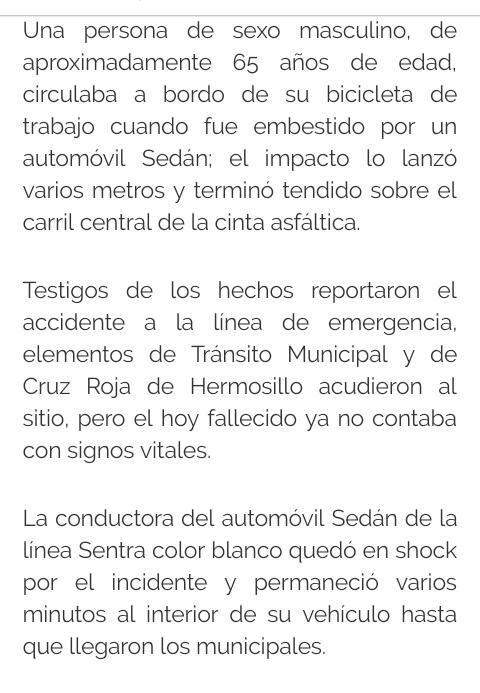 Una persona de sexo masculino, de
aproximadamente 65 años de edad,
circulaba a bordo de su bicicleta de
trabajo cuando fue embestido por un
automóvil Sedán; el impacto lo lanzó
varios metros y terminó tendido sobre el
carril central de la cinta asfáltica.
Testigos de los hechos reportaron el
accidente a la línea de emergencia,
elementos de Tránsito Municipal y de
Cruz Roja de Hermosillo acudieron al
sitio, pero el hoy fallecido ya no contaba
con signos vitales.
La conductora del automóvil Sedán de la
línea Sentra color blanco quedó en shock
por el incidente y permaneció varios
minutos al interior de su vehículo hasta
que llegaron los municipales.